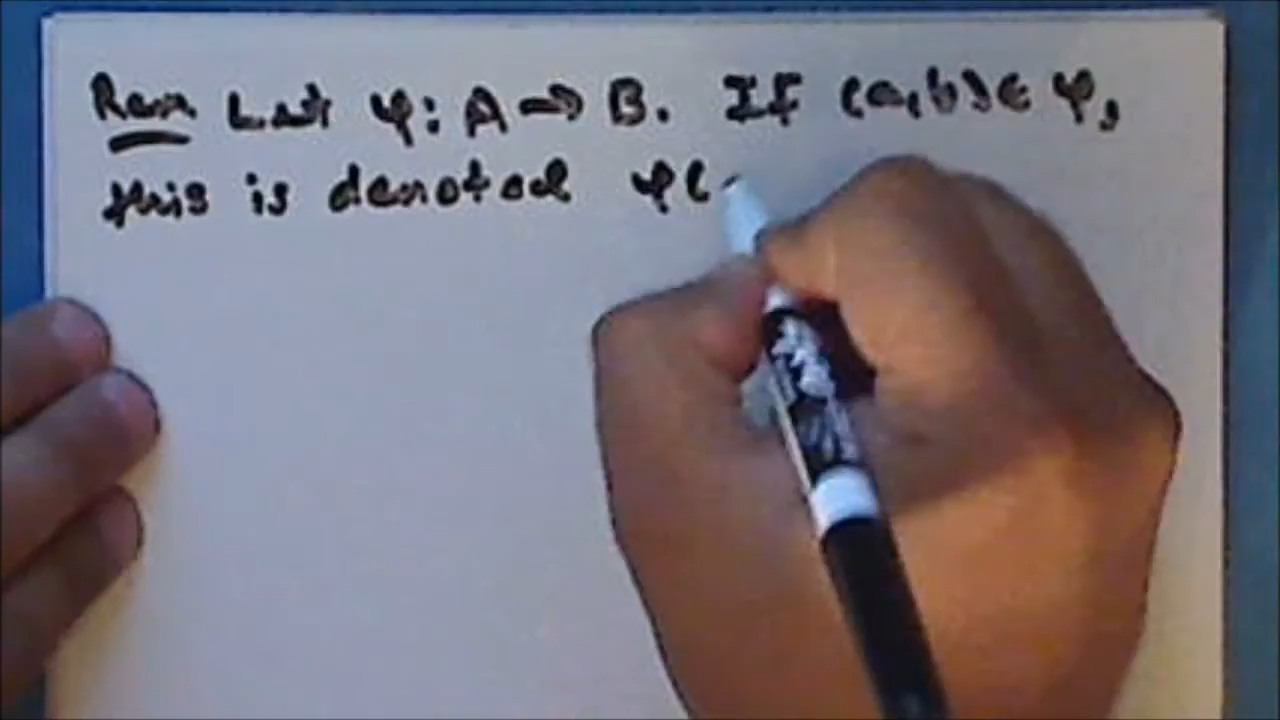 Rem Let φ: A → B. If (a,b) ∈ φ,
this is denoted φ(